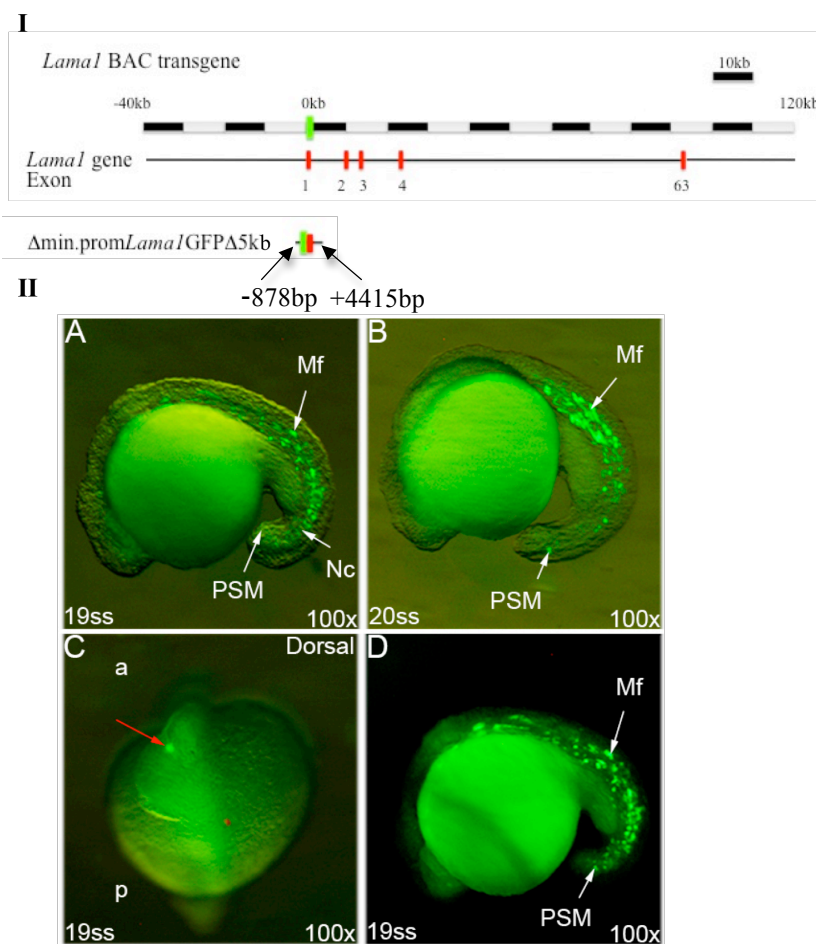 I
Lama1 BAC transgene
10kb
-40kb 0kb 120kb
Lama1 gene
Exon 1 2 3 4 63
Δmin.promLama1GFPΔ5kb
-878bp +4415bp
II
A B
Mf Mf
Nc
PSM PSM
19ss 100x 20ss 100x
C Dorsal D
a
Mf
p
PSM
19ss 100x 19ss 100x